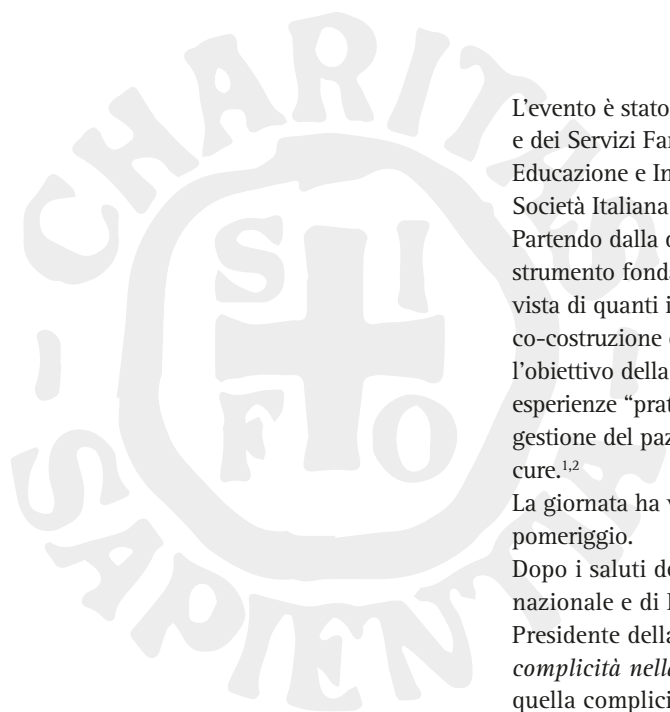 CHARITAS
SI
FO
SAPIENTIA
L'evento è stato
e dei Servizi Far
Educazione e In
Società Italiana
Partendo dalla d
strumento fonda
vista di quanti i
co-costruzione
l'obiettivo della
esperienze “prat
gestione del paz
cure.1,2
La giornata ha v
pomeriggio.
Dopo i saluti de
nazionale e di
Presidente della
complicità nella
quella complici